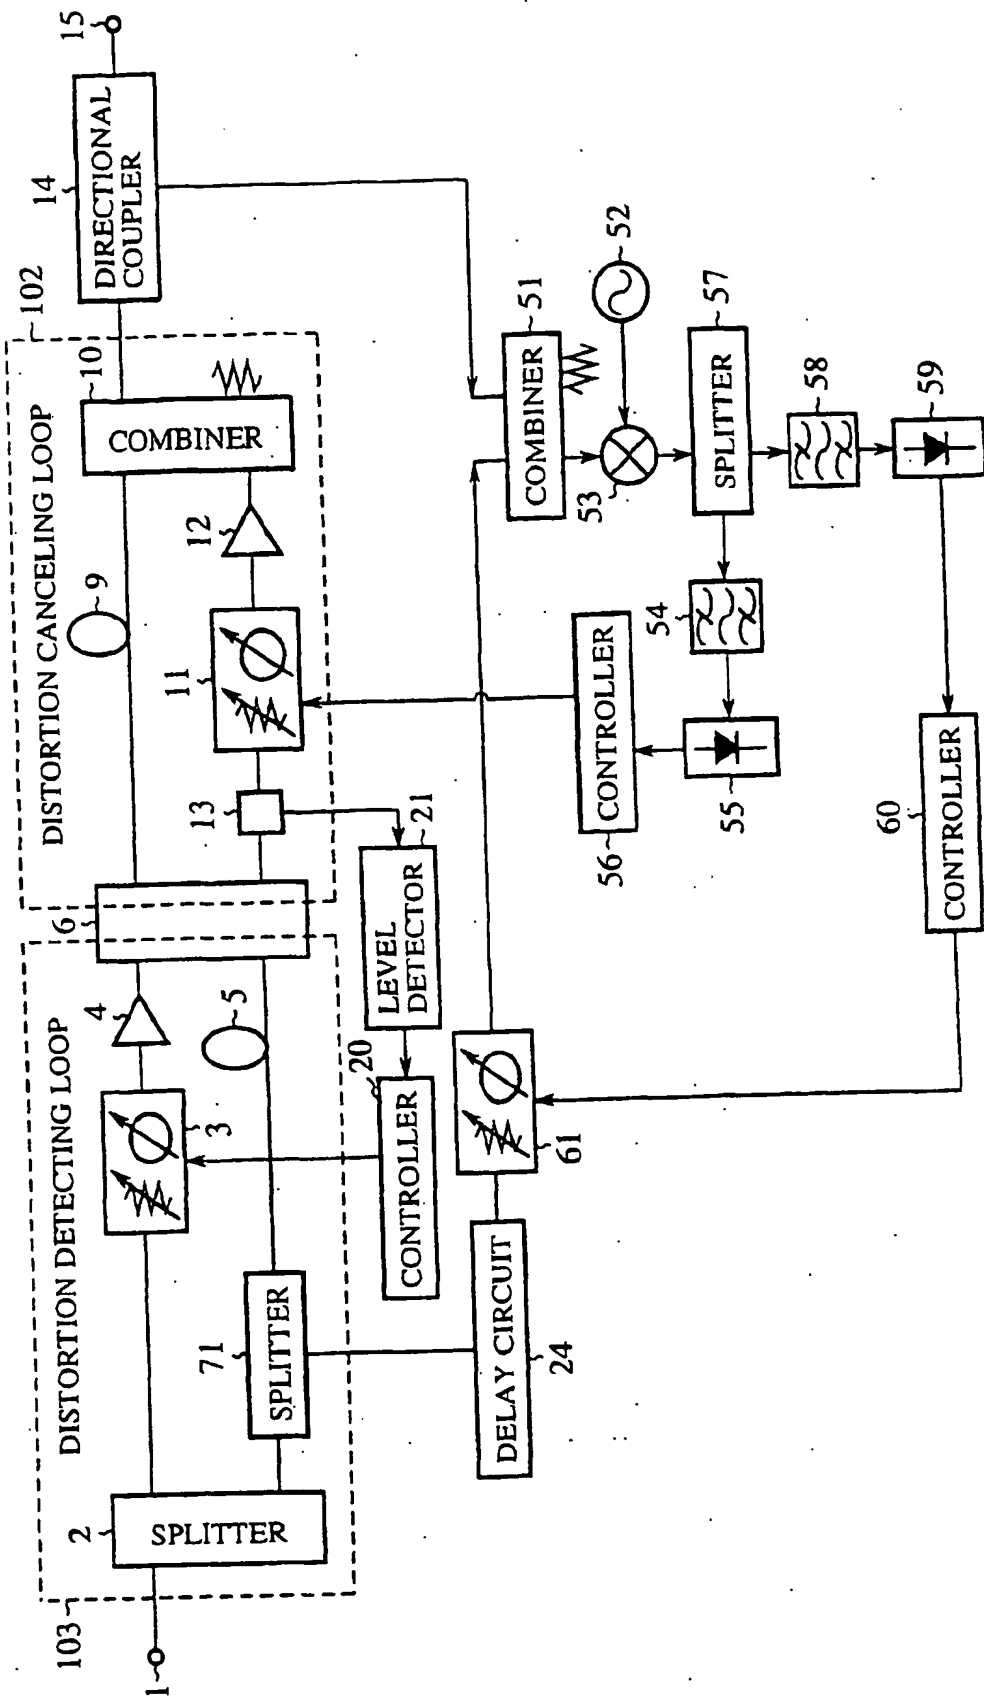 103
DISTORTION DETECTING LOOP
DISTORTION CANCELING LOOP
102
1
2
SPLITTER
71
SPLITTER
3
4
5
6
9
13
11
12
10
COMBINER
14
DIRECTIONAL
COUPLER
15
20
CONTROLLER
21
LEVEL
DETECTOR
DELAY CIRCUIT
24
61
56
CONTROLLER
55
54
51
COMBINER
52
53
57
SPLITTER
58
59
60
CONTROLLER